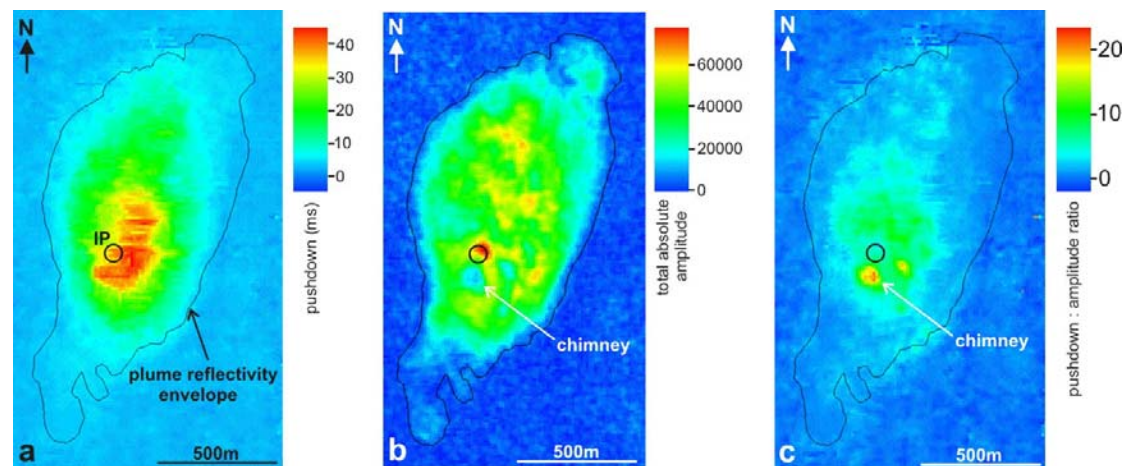 N
IP
plume reflectivity
envelope
a
500m
40
30
20
10
0
pushdown (ms)
N
chimney
b
500m
60000
40000
20000
0
total absolute
amplitude
N
chimney
c
500m
20
10
0
pushdown : amplitude ratio